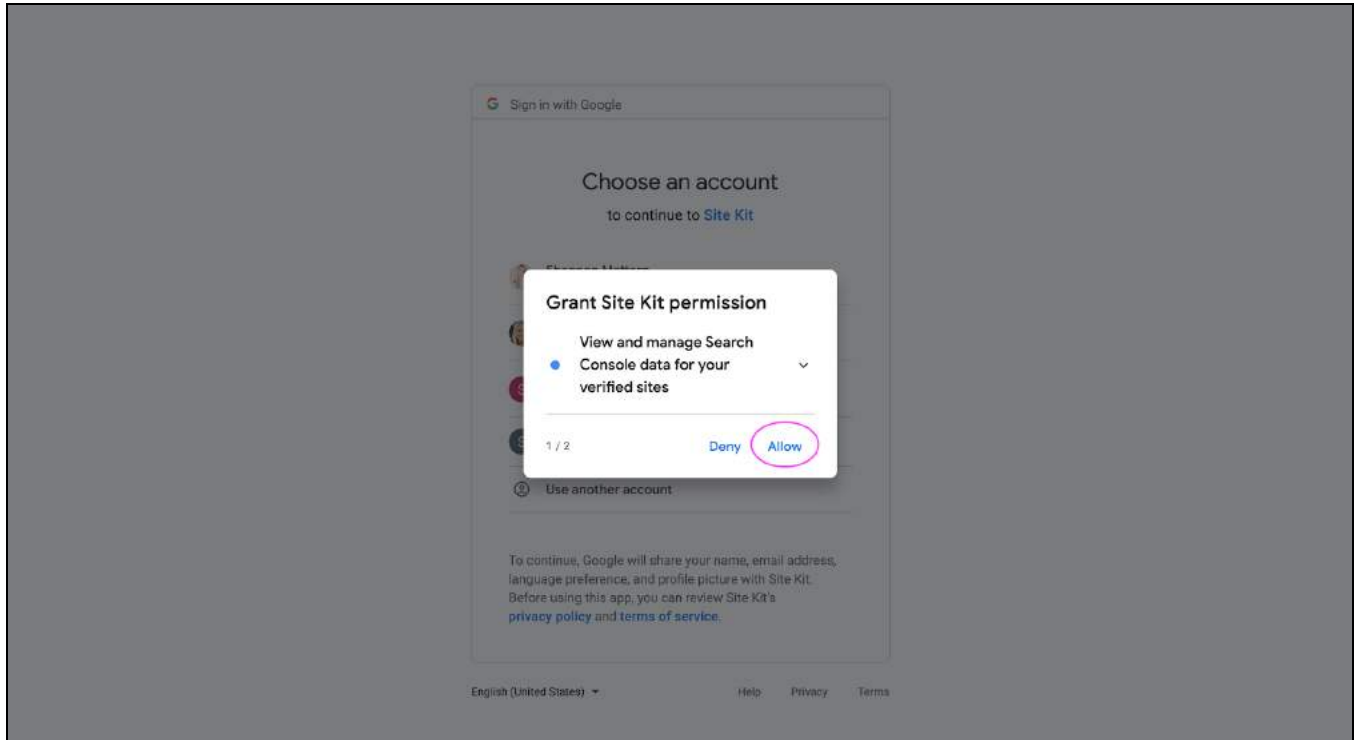 Sign in with Google
Choose an account
to continue to Site Kit
Grant Site Kit permission
View and manage Search
Console data for your
verified sites
1 / 2
Deny
Allow
Use another account
To continue, Google will share your name, email address,
language preference, and profile picture with Site Kit.
Before using this app, you can review Site Kit's
privacy policy and terms of service.
English (United States)
Help
Privacy
Terms